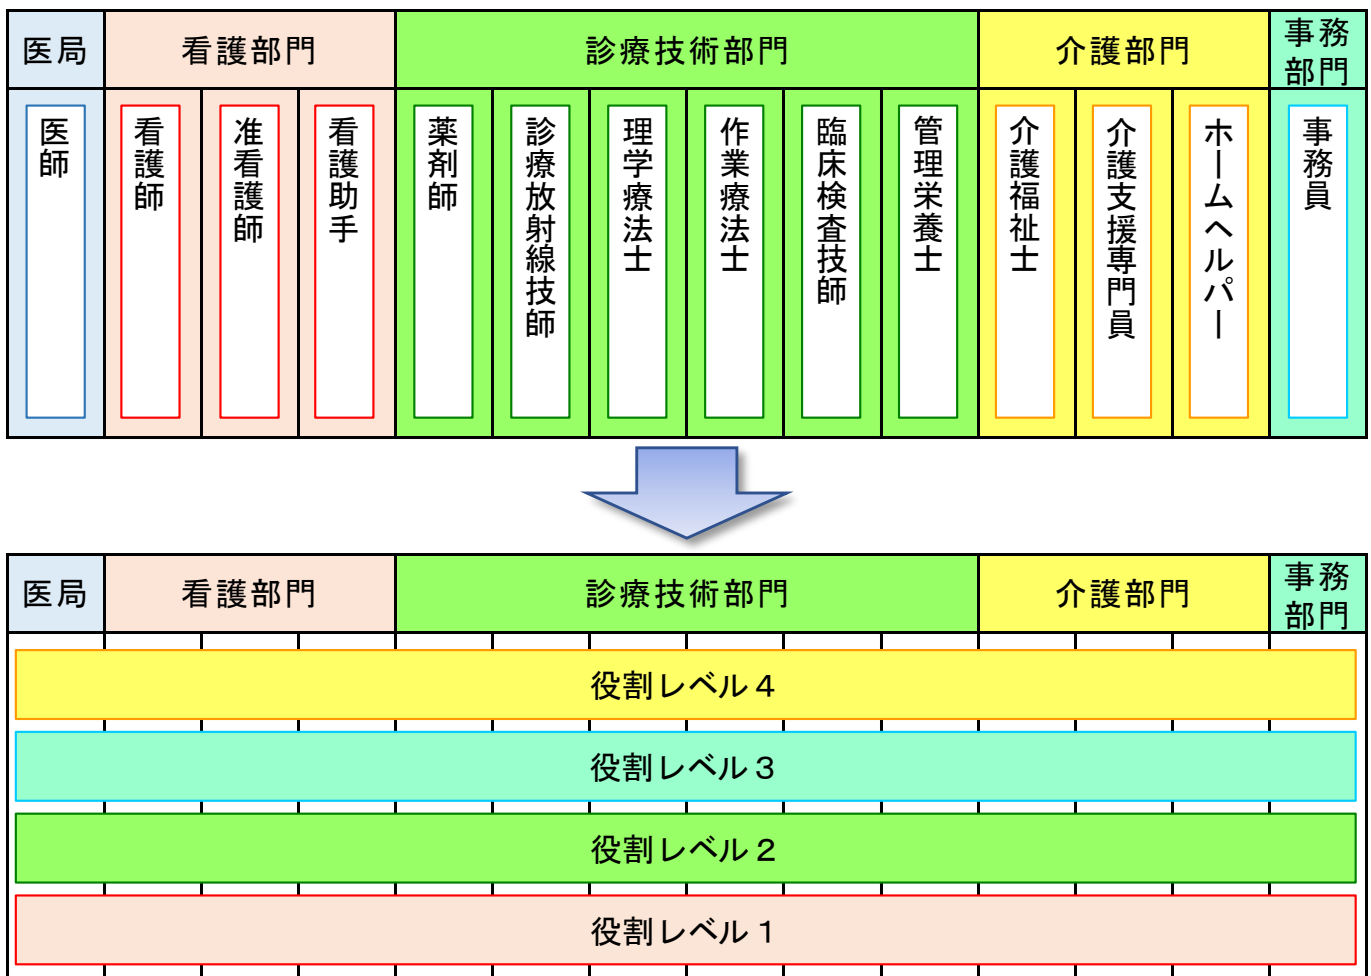 医局
看護部門
診療技術部門
介護部門
事務
部門
医師
看護師
准看護師
看護助手
薬剤師
診療放射線技師
理学療法士
作業療法士
臨床検査技師
管理栄養士
介護福祉士
介護支援専門員
ホームヘルパー
事務員
医局
看護部門
診療技術部門
介護部門
事務
部門
役割レベル４
役割レベル３
役割レベル２
役割レベル１